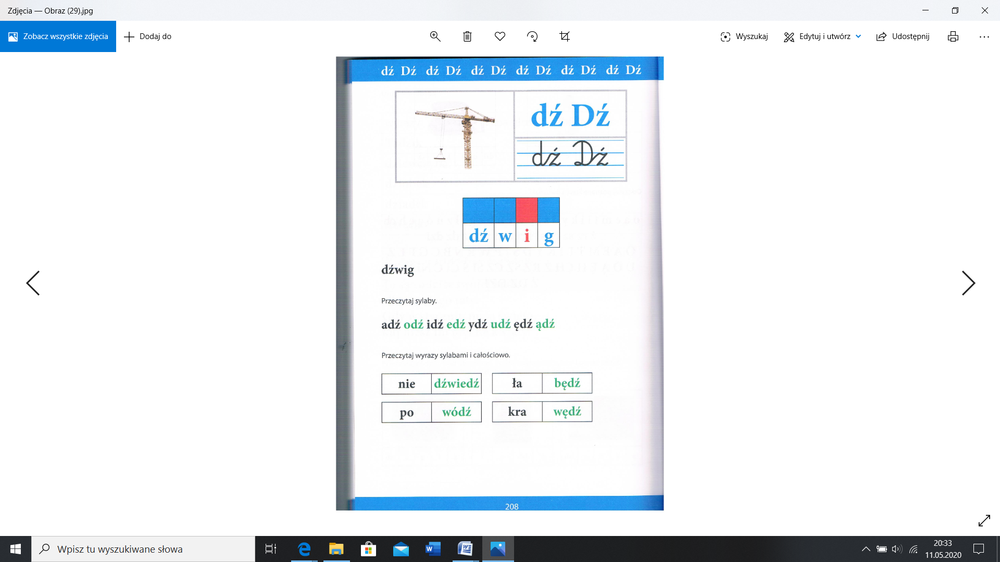 Zdjęcia — Obraz (29).jpg
Zobacz wszystkie zdjęcia
Dodaj do
Wyszukaj
Edytuj i utwórz
Udostępnij
dź Dź dź Dź dź Dź dź Dź dź Dź dź Dź
dź Dź
dź Dź
dź w i g
dźwig
Przeczytaj sylaby.
adź odź idź edź ydź udź ędź ądź
Przeczytaj wyrazy sylabami i całościowo.
nie dźwiedź ła będź
po wódź kra wędź
208
Wpisz tu wyszukiwane słowa
20:33
11.05.2020